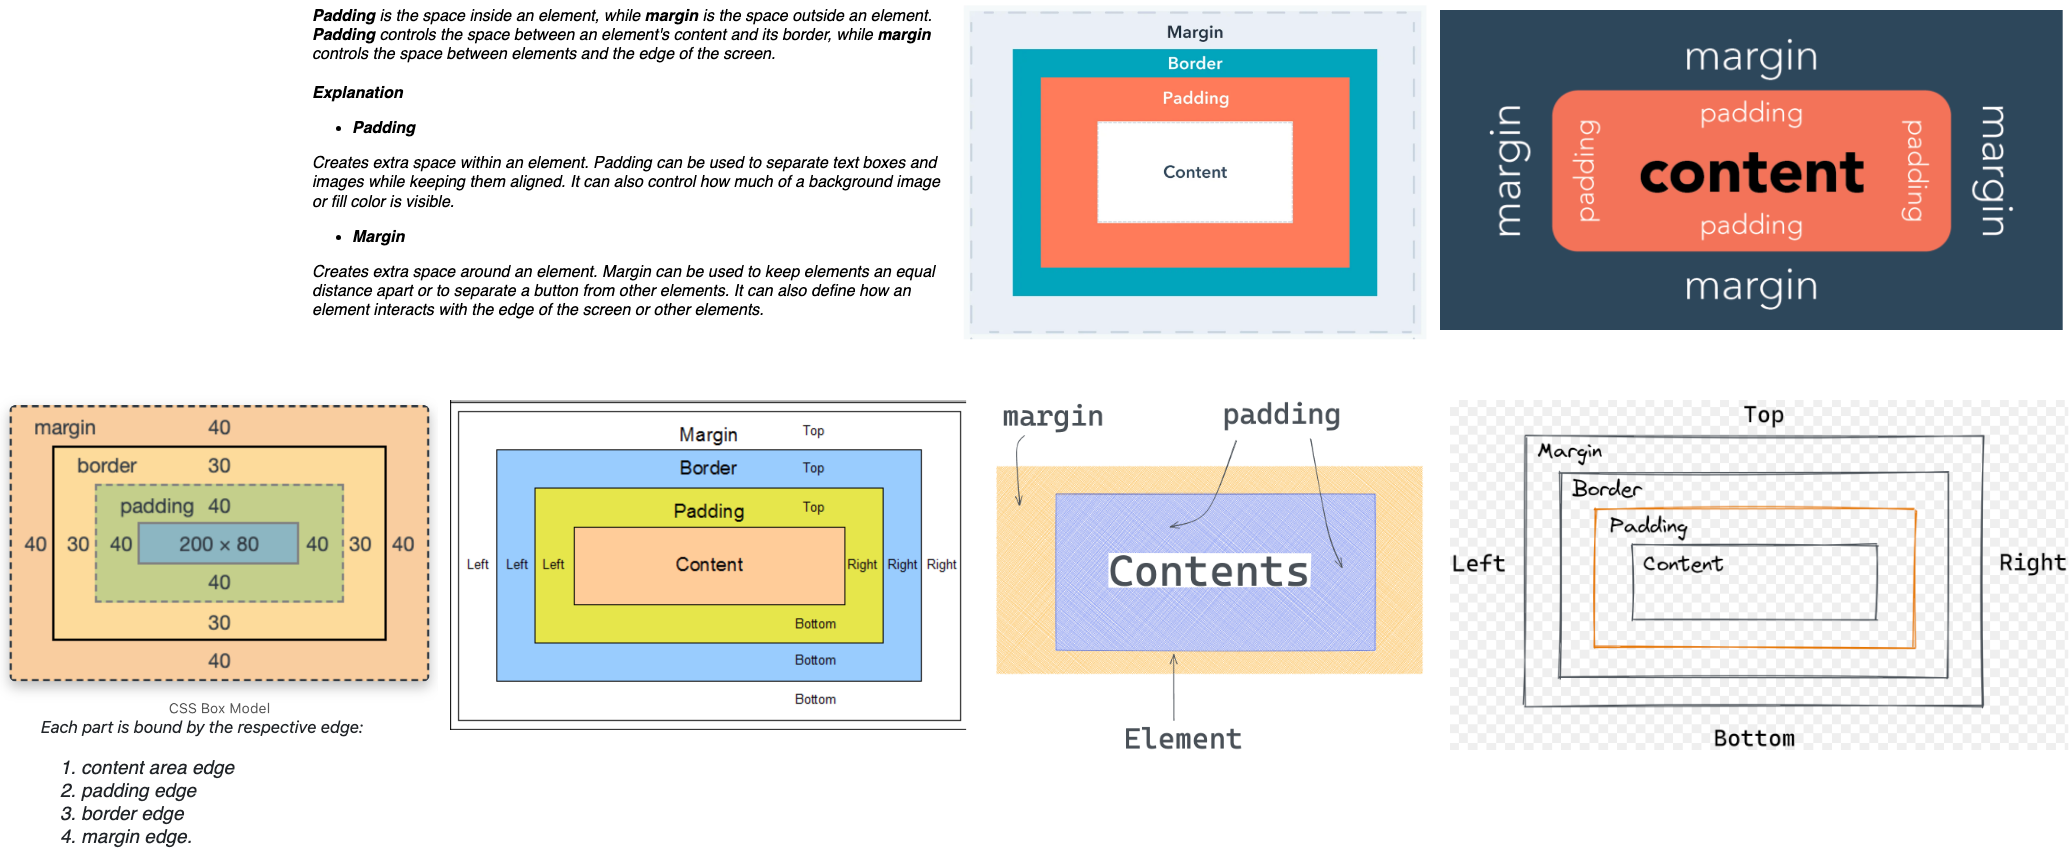 Padding is the space inside an element, while margin is the space outside an element.
Padding controls the space between an element's content and its border, while margin
controls the space between elements and the edge of the screen.
Explanation
• Padding
Creates extra space within an element. Padding can be used to separate text boxes and
images while keeping them aligned. It can also control how much of a background image
or fill color is visible.
• Margin
Creates extra space around an element. Margin can be used to keep elements an equal
distance apart or to separate a button from other elements. It can also define how an
element interacts with the edge of the screen or other elements.
Margin
Border
Padding
Content
margin
padding
margin padding content padding margin
padding
margin
margin 40
border 30
padding 40
40 30 40 200 × 80 40 30 40
40
30
40
CSS Box Model
Each part is bound by the respective edge:
1. content area edge
2. padding edge
3. border edge
4. margin edge.
Margin Top
Border Top
Padding Top
Left Left Left Content Right Right Right
Bottom
Bottom
Bottom
margin padding
Contents
Element
Top
Margin
Border
Padding
Left Content Right
Bottom